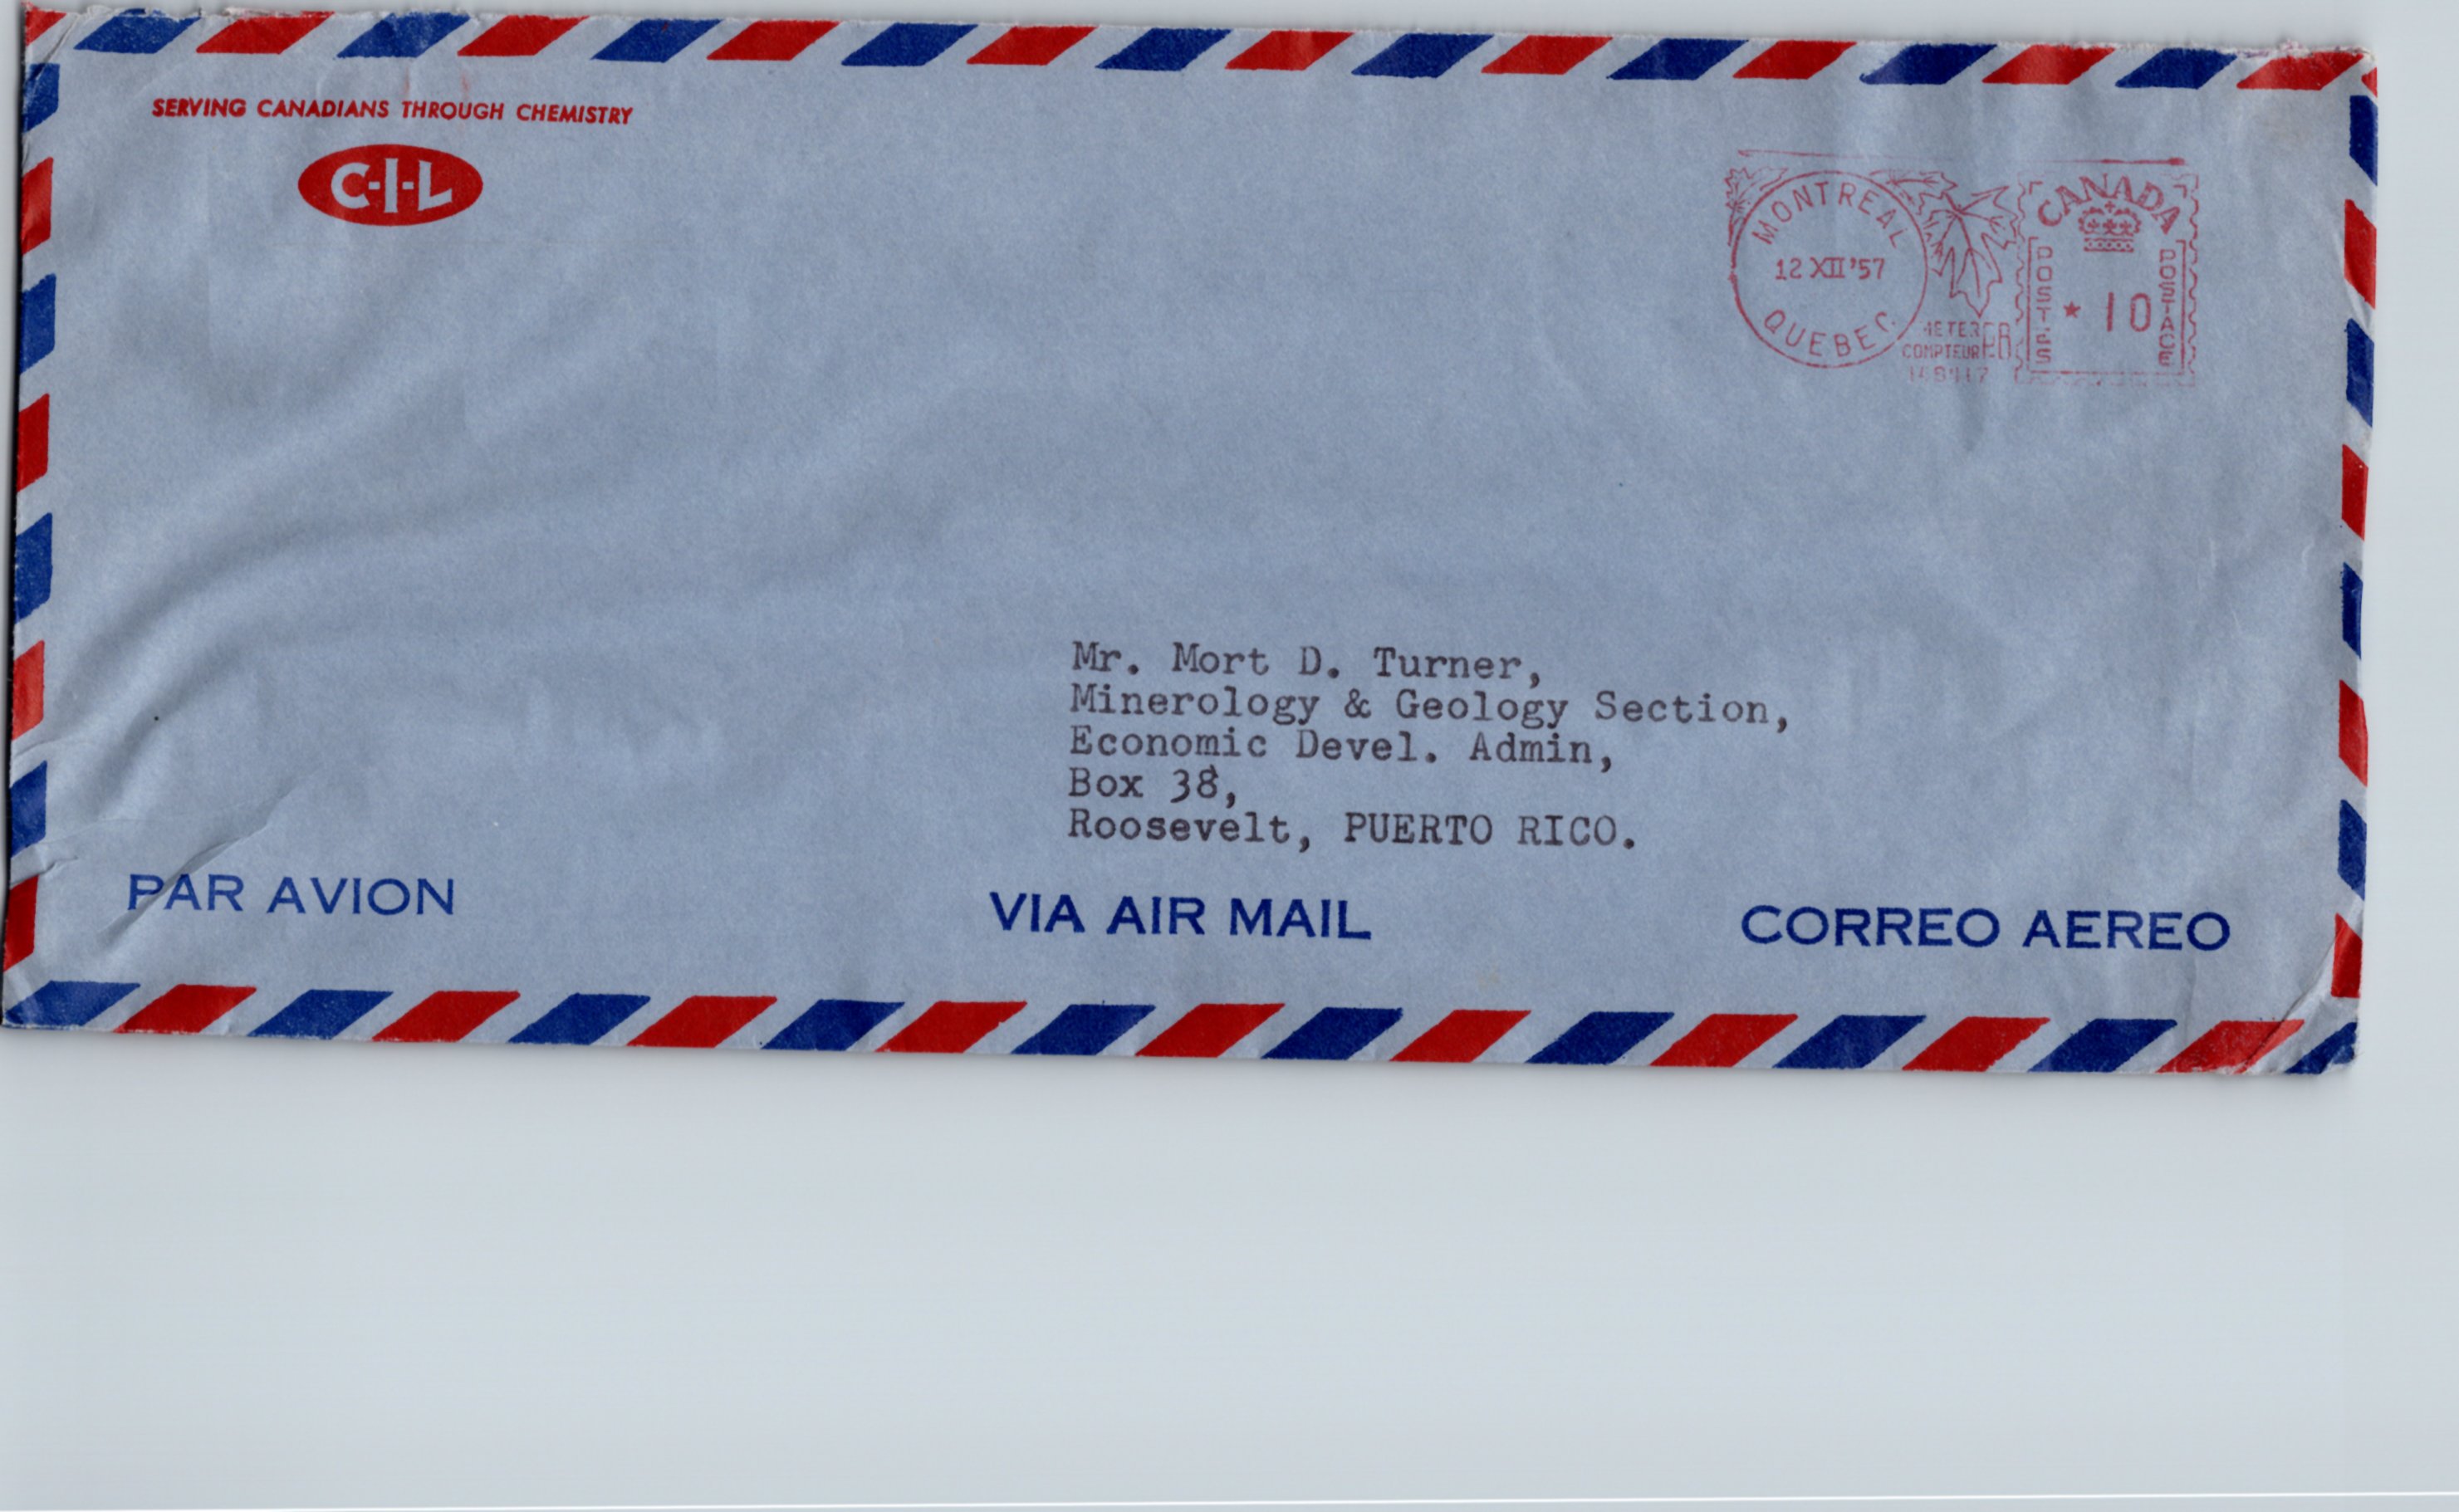 SERVING CANADIANS THROUGH CHEMISTRY
C-I-L
MONTREAL
12 XII '57
QUEBEC
METER
COMPTEUR
CANADA
POSTES
* 10
POSTAGE
Mr. Mort D. Turner,
Minerology & Geology Section,
Economic Devel. Admin,
Box 38,
Roosevelt, PUERTO RICO.
PAR AVION
VIA AIR MAIL
CORREO AEREO